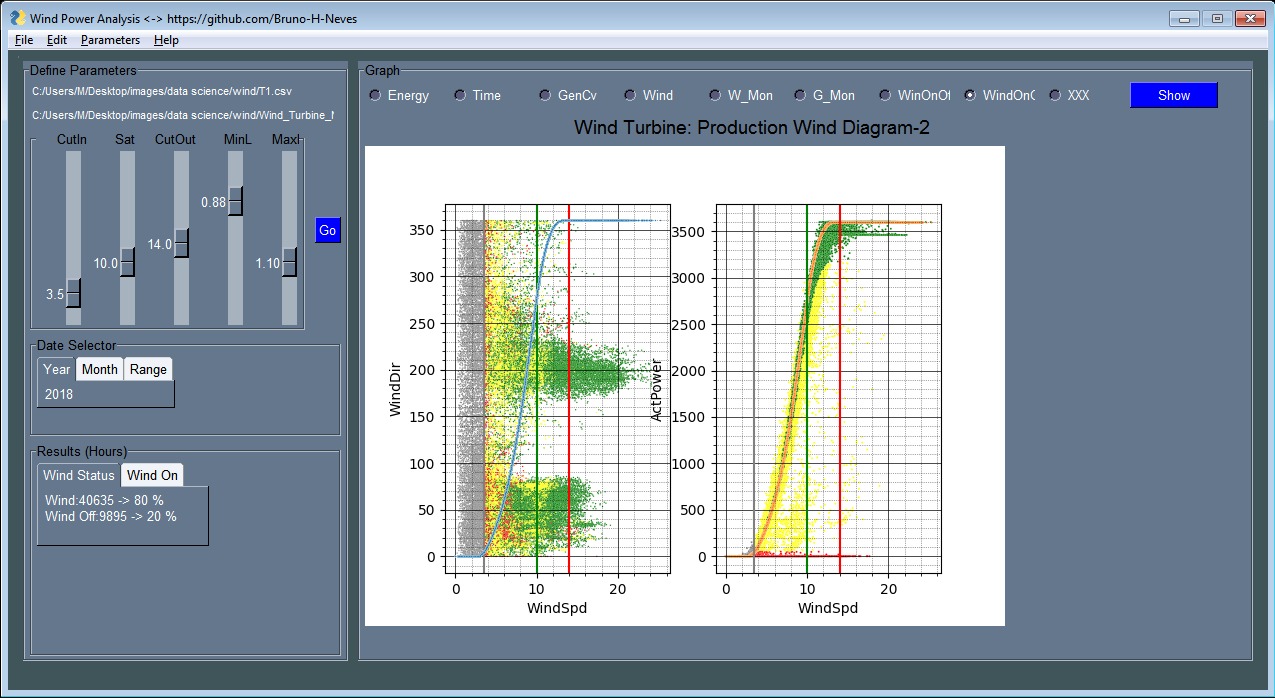 Wind Power Analysis <-> https://github.com/Bruno-H-Neves
File Edit Parameters Help
Define Parameters
C:/Users/M/Desktop/images/data science/wind/T1.csv
C:/Users/M/Desktop/images/data science/wind/Wind_Turbine_
CutIn Sat CutOut MinL Maxl
3.5
10.0
14.0
0.88
1.10
Go
Date Selector
Year Month Range
2018
Results (Hours)
Wind Status Wind On
Wind:40635 -> 80 %
Wind Off:9895 -> 20 %
Graph
Energy Time GenCv Wind W_Mon G_Mon WinOnOf WindOn XXX
Show
Wind Turbine: Production Wind Diagram-2
WindDir
350
300
250
200
150
100
50
0
0 10 20
WindSpd
ActPower
3500
3000
2500
2000
1500
1000
500
0
0 10 20
WindSpd